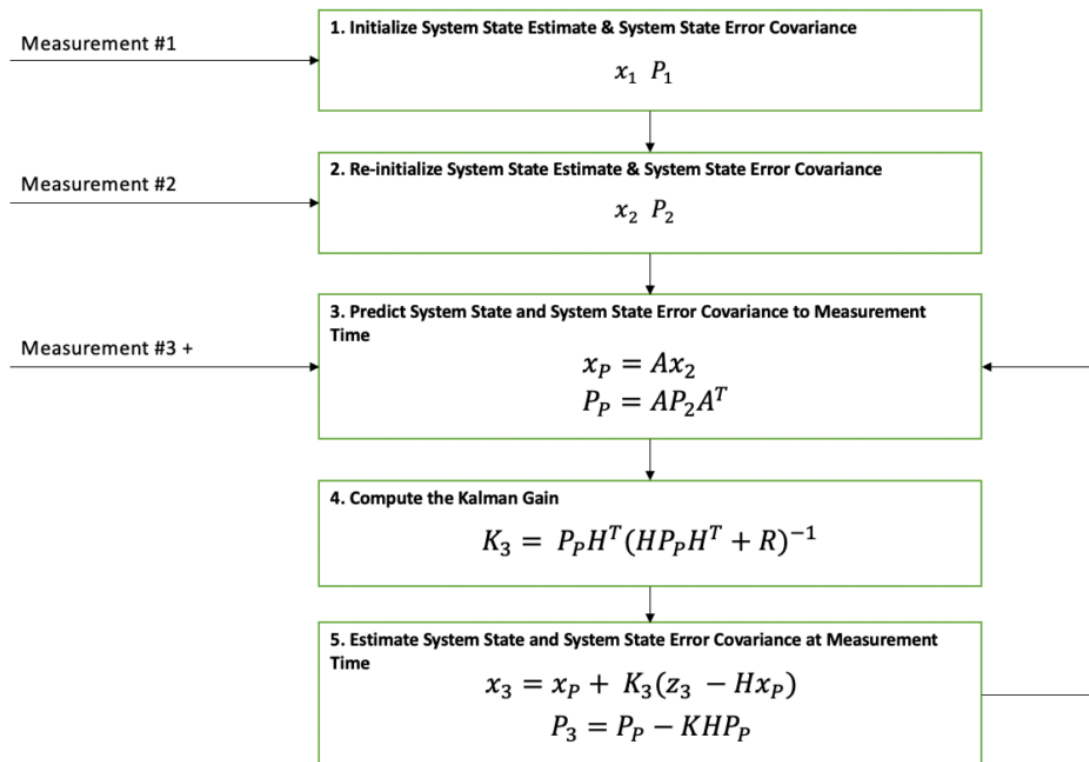 Measurement #1
1. Initialize System State Estimate & System State Error Covariance
x₁ P₁
Measurement #2
2. Re-initialize System State Estimate & System State Error Covariance
x₂ P₂
Measurement #3 +
3. Predict System State and System State Error Covariance to Measurement
Time
x_P = Ax₂
P_P = AP₂Aᵀ
4. Compute the Kalman Gain
K₃ = P_PHᵀ(HP_PHᵀ + R)⁻¹
5. Estimate System State and System State Error Covariance at Measurement
Time
x₃ = x_P + K₃(z₃ − Hx_P)
P₃ = P_P − KHP_P